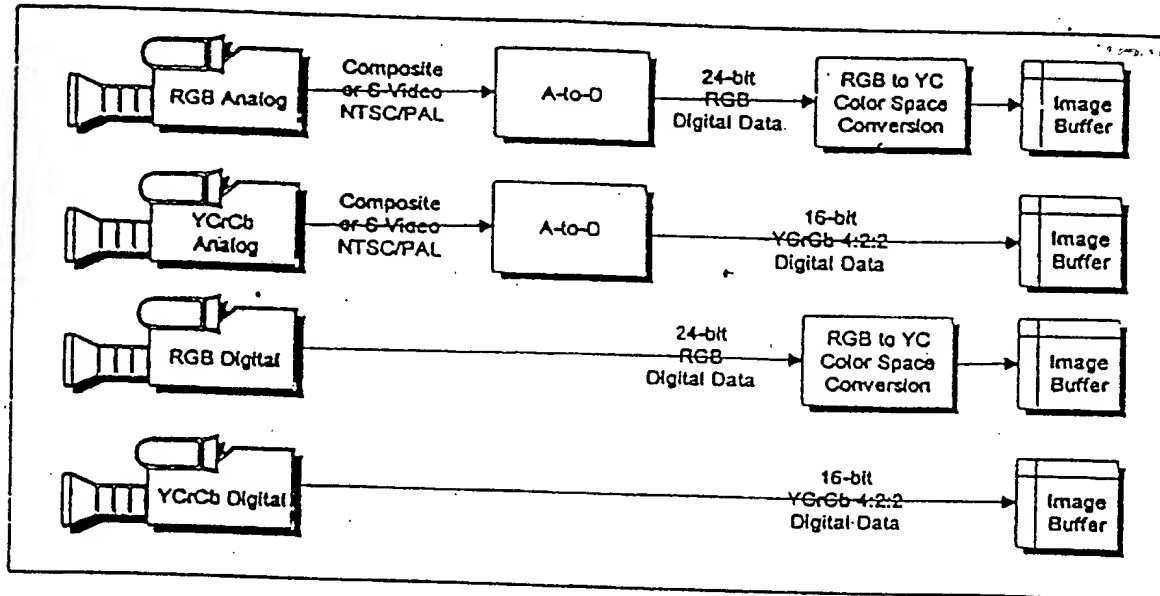 RGB Analog
Composite
or S-Video
NTSC/PAL
A-to-D
24-bit
RGB
Digital Data
RGB to YC
Color Space
Conversion
Image
Buffer
YCrCb
Analog
Composite
or S-Video
NTSC/PAL
A-to-D
16-bit
YCrCb 4:2:2
Digital Data
Image
Buffer
RGB Digital
24-bit
RGB
Digital Data
RGB to YC
Color Space
Conversion
Image
Buffer
YCrCb Digital
16-bit
YCrCb 4:2:2
Digital Data
Image
Buffer